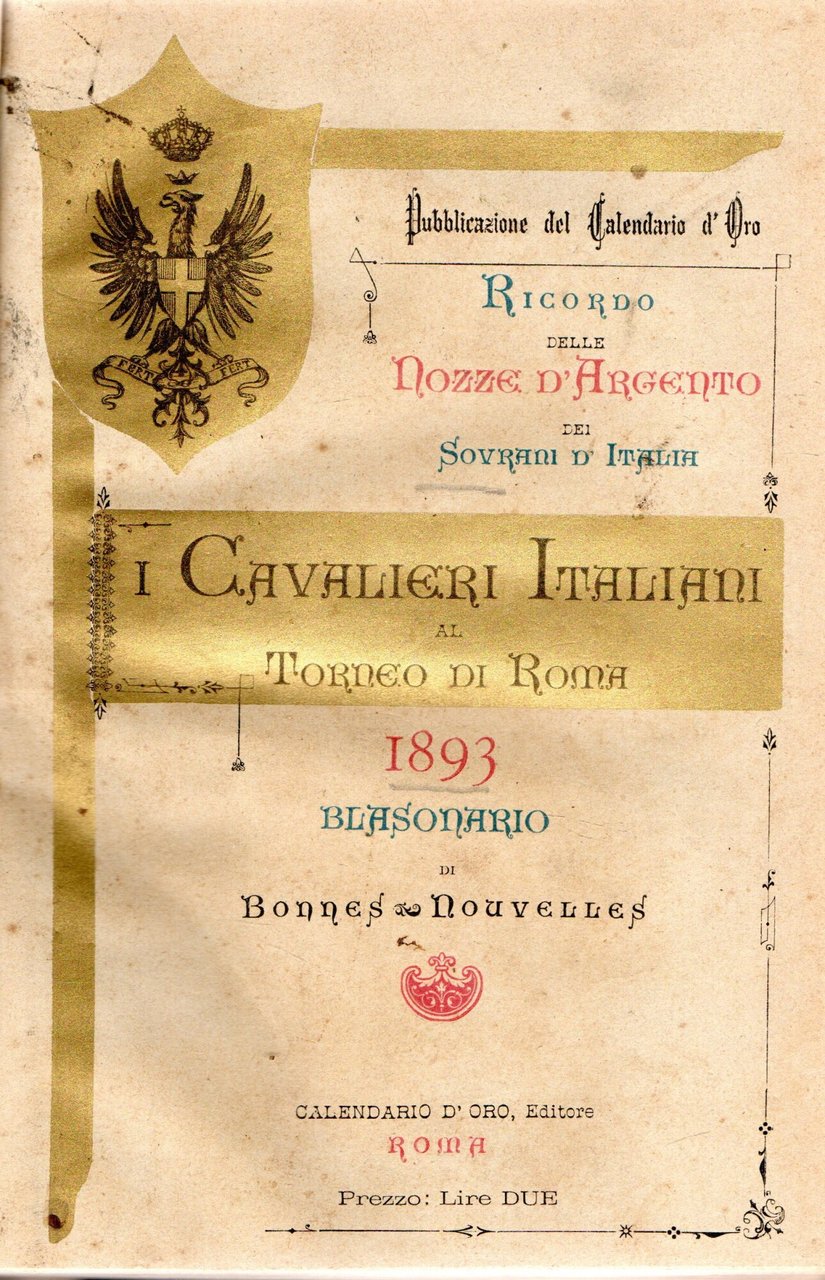 FERT FERT
Pubblicazione del Calendario d'Oro
RICORDO
DELLE
NOZZE D'ARGENTO
DEI
SOVRANI D'ITALIA
I CAVALIERI ITALIANI
AL
TORNEO DI ROMA
1893
BLASONARIO
DI
BONNES NOUVELLES
CALENDARIO D'ORO, Editore
ROMA
Prezzo: Lire DUE